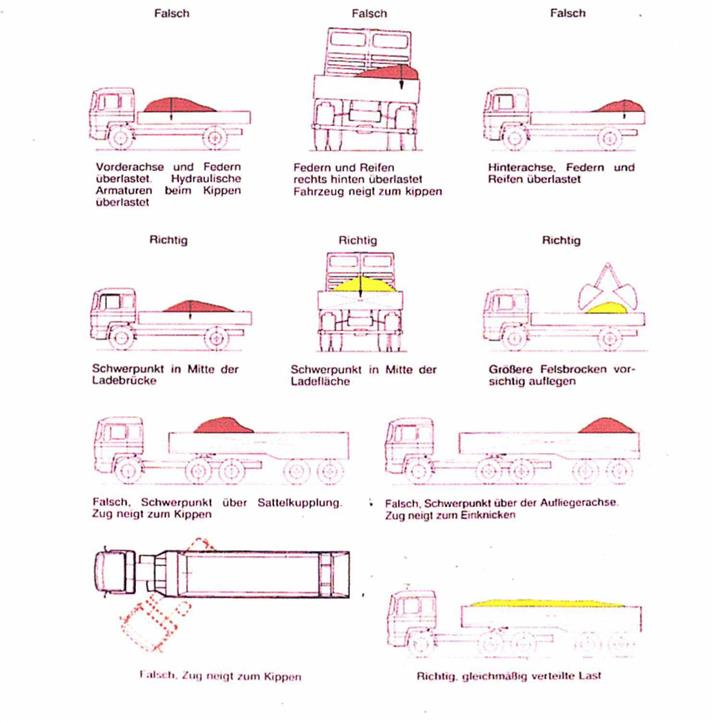 Falsch
Falsch
Falsch
Vorderachse und Federn
überlastet. Hydraulische
Armaturen beim Kippen
überlastet
Federn und Reifen
rechts hinten überlastet
Fahrzeug neigt zum kippen
Hinterachse, Federn und
Reifen überlastet
Richtig
Richtig
Richtig
Schwerpunkt in Mitte der
Ladebrücke
Schwerpunkt in Mitte der
Ladefläche
Größere Felsbrocken vor-
sichtig auflegen
Falsch, Schwerpunkt über Sattelkupplung.
Zug neigt zum Kippen
Falsch, Schwerpunkt über der Aufliegerachse.
Zug neigt zum Einknicken
Falsch, Zug neigt zum Kippen
Richtig, gleichmäßig verteilte Last